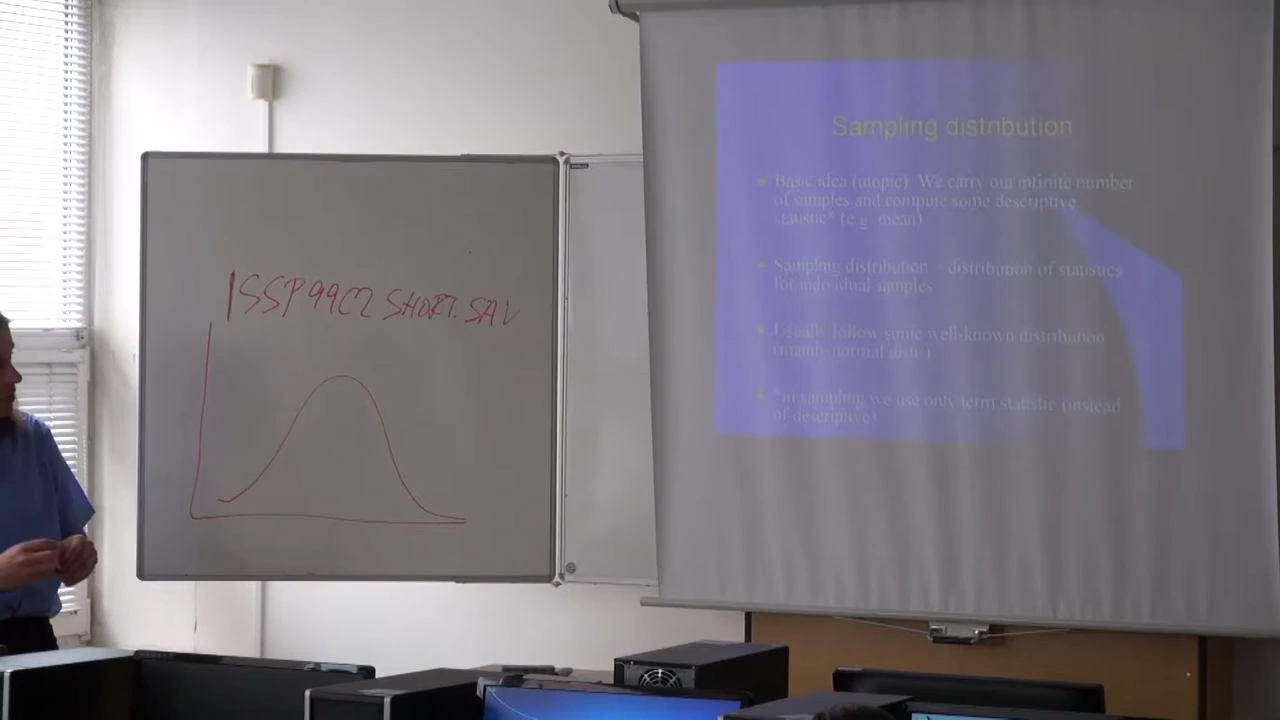 ISSP99CZ SHORT.SAV
Sampling distribution
Basic idea (utopic) We carry out infinite number
of samples and compute some descriptive
statistic* (e g mean)
Sampling distribution = distribution of statistics
for individual samples
Usually follow some well-known distribution
(mainly normal distr )
*in sampling we use only term statistic (instead
of descriptive)